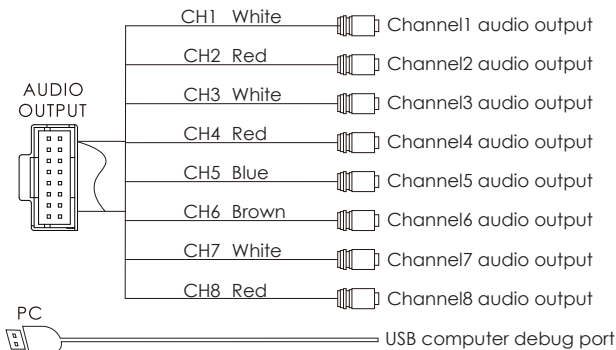 CH1 White
Channel1 audio output
CH2 Red
Channel2 audio output
AUDIO
OUTPUT
CH3 White
Channel3 audio output
CH4 Red
Channel4 audio output
CH5 Blue
Channel5 audio output
CH6 Brown
Channel6 audio output
CH7 White
Channel7 audio output
CH8 Red
Channel8 audio output
PC
USB computer debug port